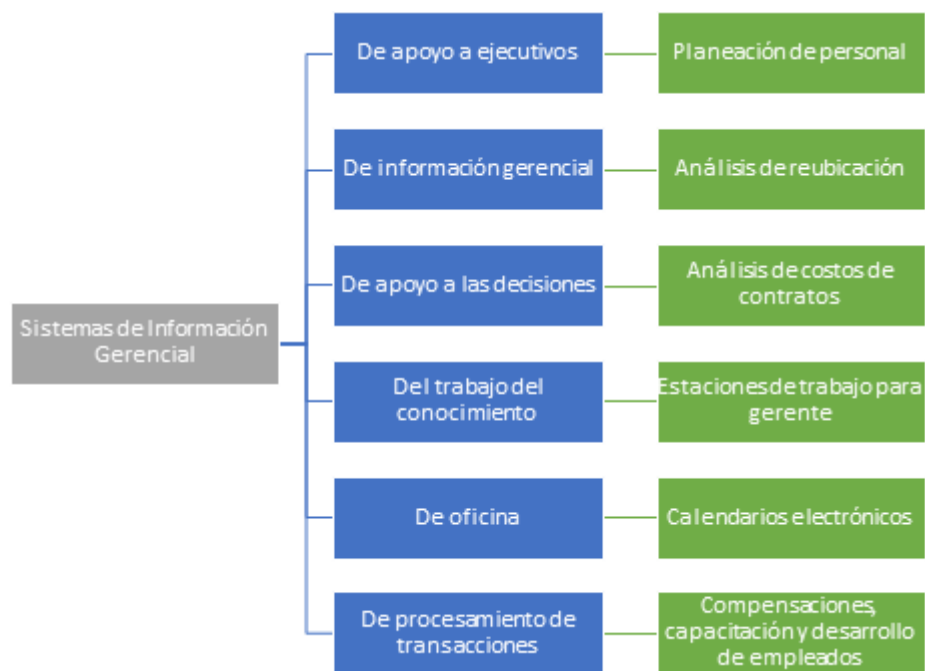 De apoyo a ejecutivos
Planeación de personal
De información gerencial
Análisis de reubicación
De apoyo a las decisiones
Análisis de costos de
contratos
Sistemas de Información
Gerencial
Del trabajo del
conocimiento
Estaciones de trabajo para
gerente
De oficina
Calendarios electrónicos
De procesamiento de
transacciones
Compensaciones,
capacitación y desarrollo
de empleados